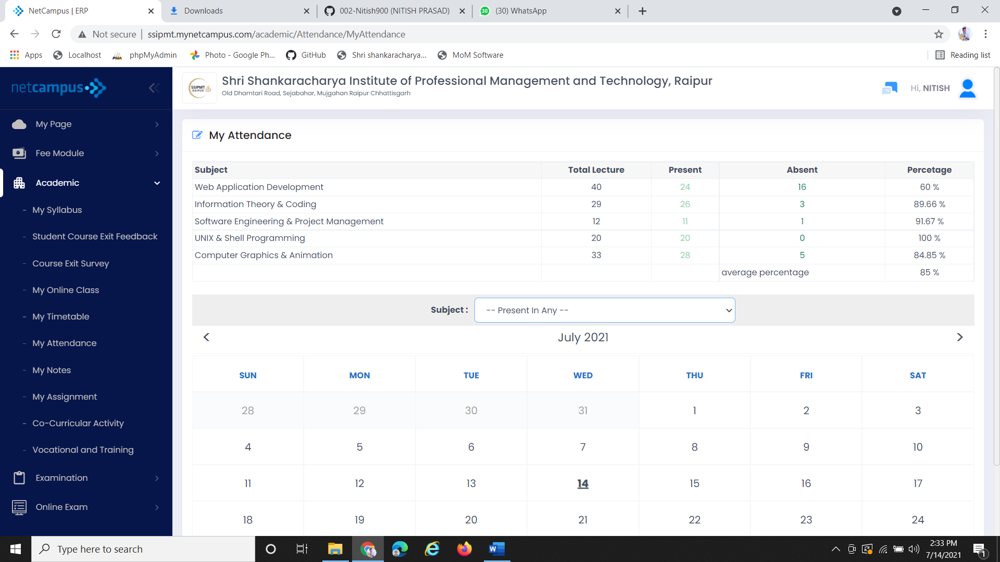 NetCampus | ERP
Downloads
002-Nitish900 (NITISH PRASAD)
30 (30) WhatsApp
Not secure | ssipmt.mynetcampus.com/academic/Attendance/MyAttendance
Apps Localhost phpMyAdmin Photo - Google Ph... GitHub Shri shankaracharya... MoM Software Reading list
netcampus
SSIPMT RAIPUR
Shri Shankaracharya Institute of Professional Management and Technology, Raipur
Old Dhamtari Road, Sejabahar, Mujgahan Raipur Chhattisgarh
Hi, NITISH
My Page
Fee Module
Academic
- My Syllabus
- Student Course Exit Feedback
- Course Exit Survey
- My Online Class
- My Timetable
- My Attendance
- My Notes
- My Assignment
- Co-Curricular Activity
- Vocational and Training
Examination
Online Exam
My Attendance
Subject Total Lecture Present Absent Percetage
Web Application Development 40 24 16 60 %
Information Theory & Coding 29 26 3 89.66 %
Software Engineering & Project Management 12 11 1 91.67 %
UNIX & Shell Programming 20 20 0 100 %
Computer Graphics & Animation 33 28 5 84.85 %
average percentage 85 %
Subject : -- Present In Any --
July 2021
SUN MON TUE WED THU FRI SAT
28 29 30 31 1 2 3
4 5 6 7 8 9 10
11 12 13 14 15 16 17
18 19 20 21 22 23 24
Type here to search
2:33 PM
7/14/2021
1